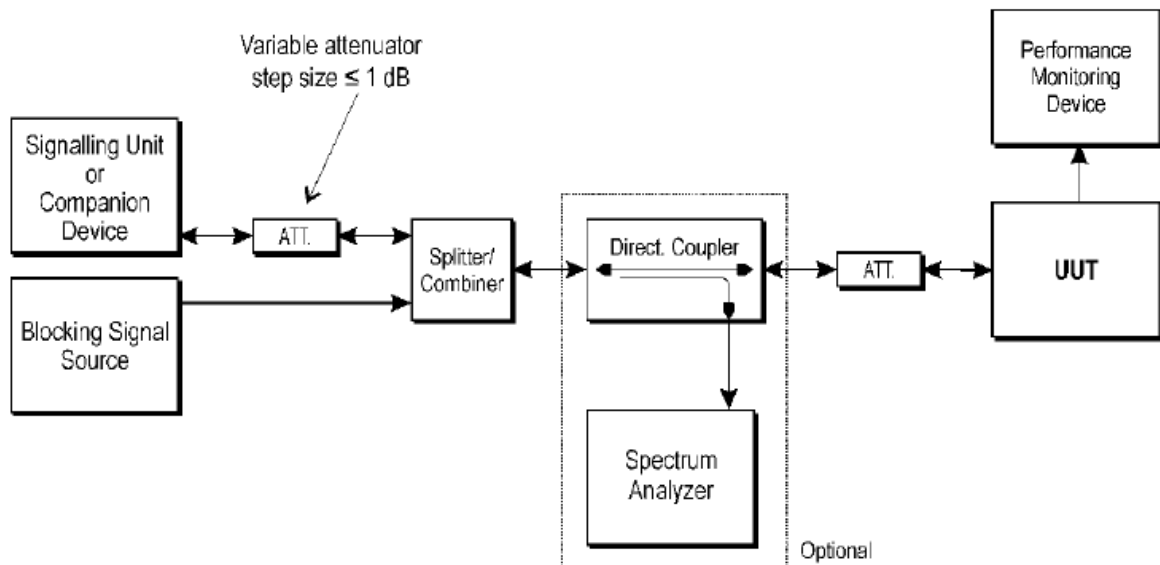 Variable attenuator
step size ≤ 1 dB
Performance
Monitoring
Device
Signalling Unit
or
Companion
Device
ATT.
Splitter/
Combiner
Direct. Coupler
ATT.
UUT
Blocking Signal
Source
Spectrum
Analyzer
Optional